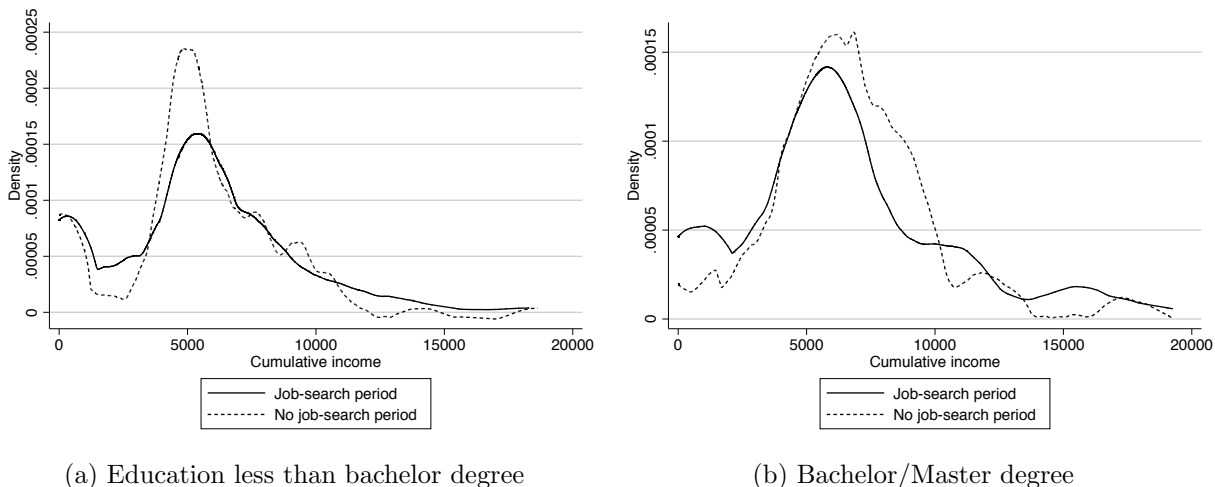 .00025
.0002
.00015
.0001
.00005
0
Density
0 5000 10000 15000 20000
Cumulative income
Job-search period
No job-search period
(a) Education less than bachelor degree
.00015
.0001
.00005
0
Density
0 5000 10000 15000 20000
Cumulative income
Job-search period
No job-search period
(b) Bachelor/Master degree